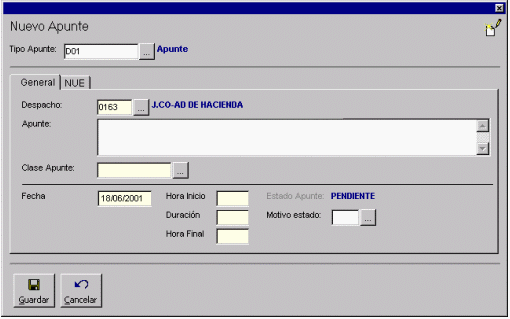 Nuevo Apunte
Tipo Apunte: D01 ... Apunte
General NUE
Despacho: 0163 ... J.CO-AD DE HACIENDA
Apunte:
Clase Apunte: ...
Fecha 18/06/2001 Hora Inicio Estado Apunte: PENDIENTE
Duración Motivo estado: ...
Hora Final
Guardar Cancelar